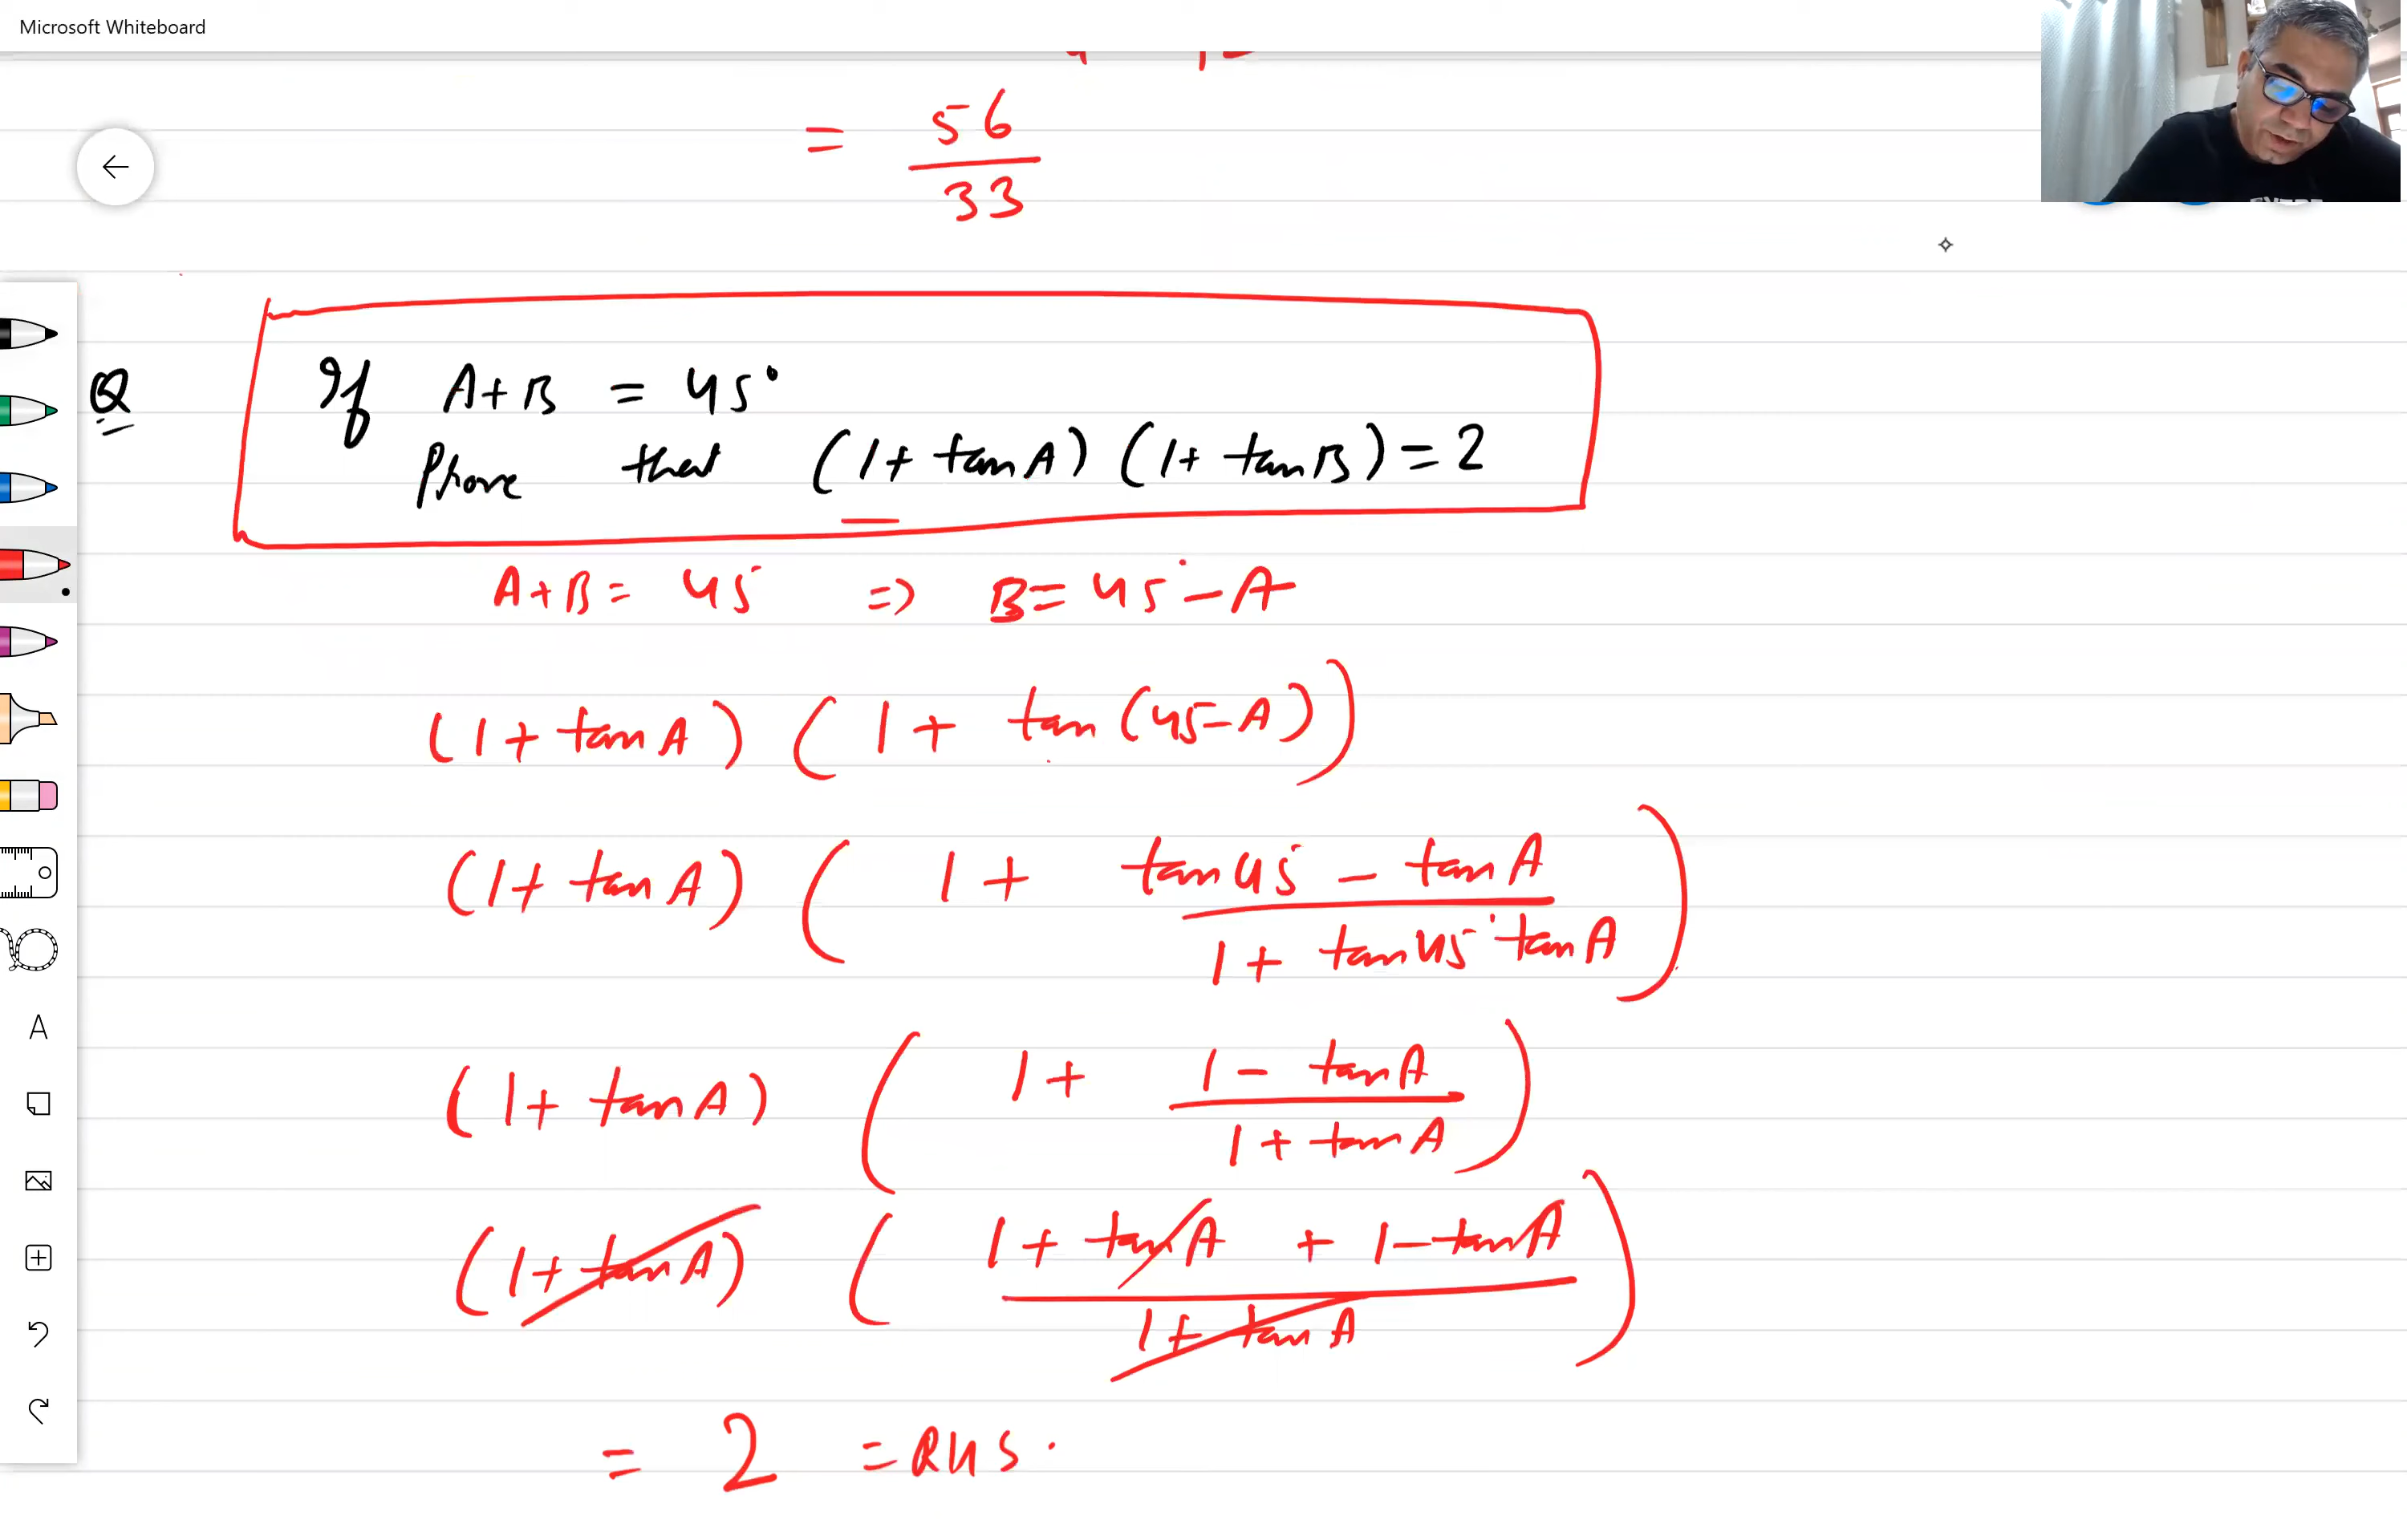 Microsoft Whiteboard
= 56/33
Q If A+B = 45°
Prove that (1+ tanA) (1+ tanB) = 2
A+B = 45° => B = 45° - A
(1+ tanA) (1 + tan (45-A))
(1+ tanA) (1 + (tan45 - tanA)/(1 + tan45° tanA))
(1+ tanA) (1 + (1 - tanA)/(1 + tanA))
(1+ tanA) ((1 + tanA + 1 - tanA)/(1 + tanA))
= 2 = RHS.
A